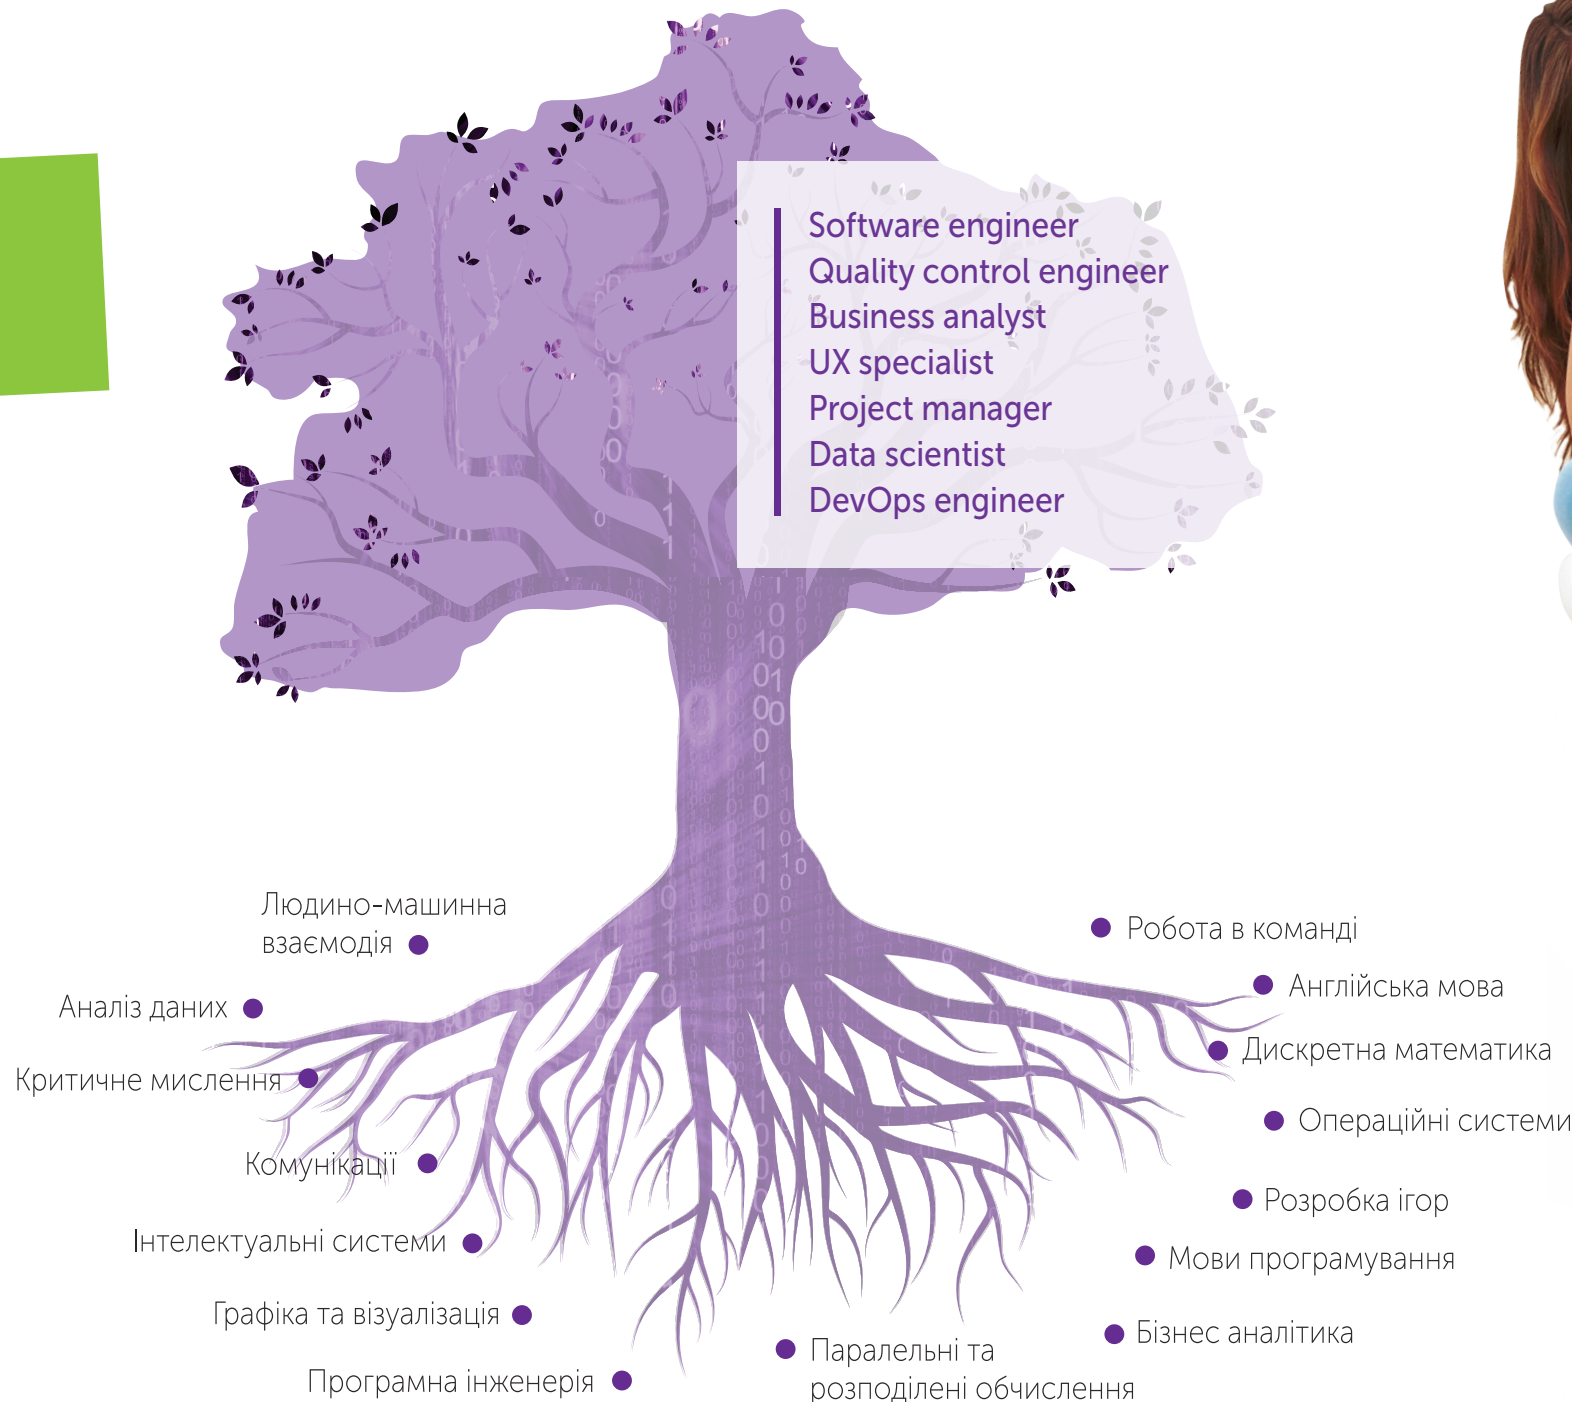 Software engineer
Quality control engineer
Business analyst
UX specialist
Project manager
Data scientist
DevOps engineer
Людино-машинна
взаємодія
Аналіз даних
Критичне мислення
Комунікації
Інтелектуальні системи
Графіка та візуалізація
Програмна інженерія
Робота в команді
Англійська мова
Дискретна математика
Операційні системи
Розробка ігор
Мови програмування
Бізнес аналітика
Паралельні та
розподілені обчислення